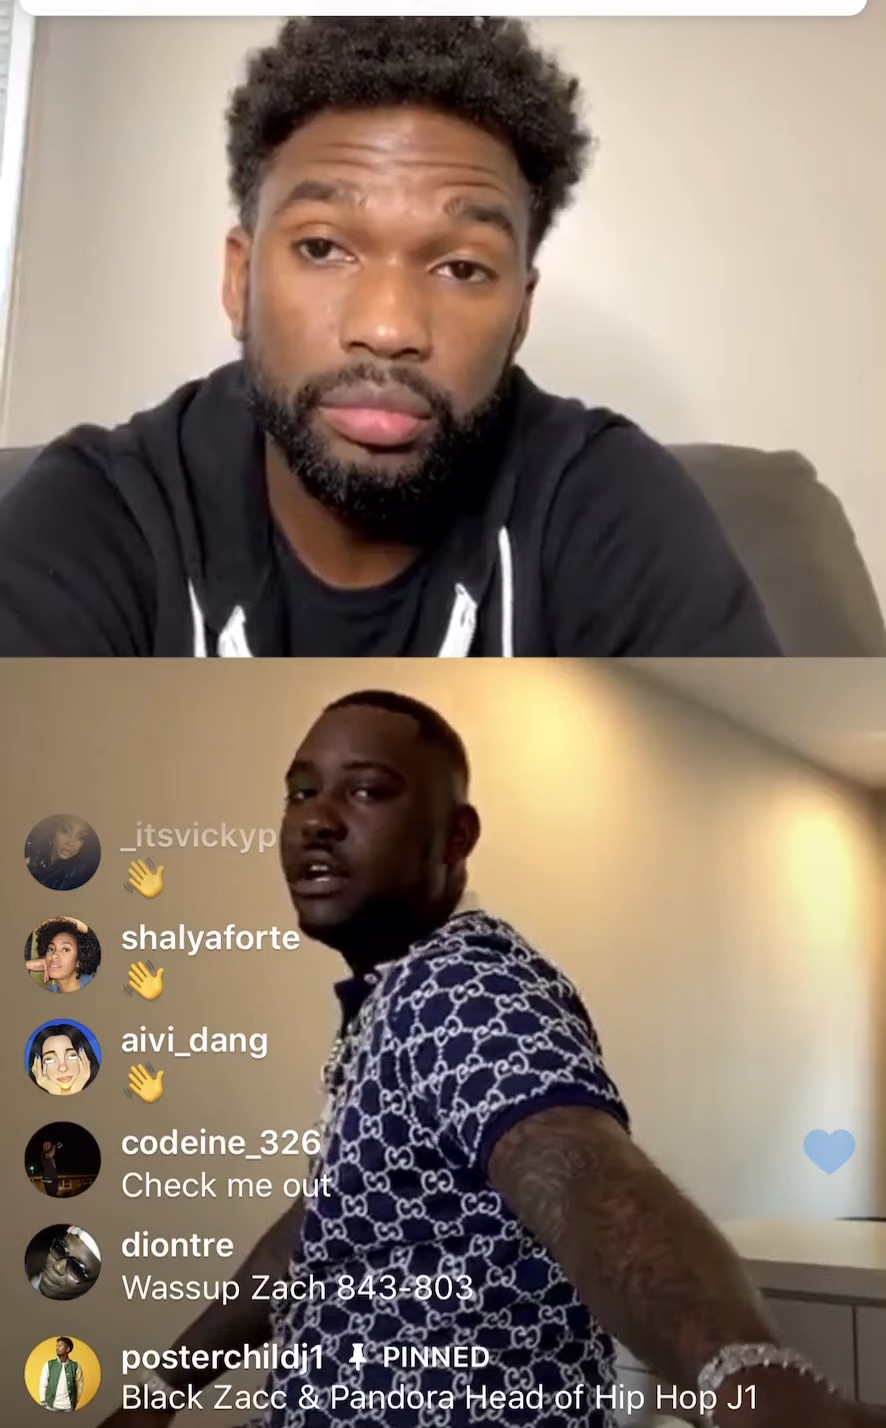 _itsvickyp
👋
shalyaforte
👋
aivi_dang
👋
codeine_326
Check me out
diontre
Wassup Zach 843-803
posterchildj1 📌 PINNED
Black Zacc & Pandora Head of Hip Hop J1